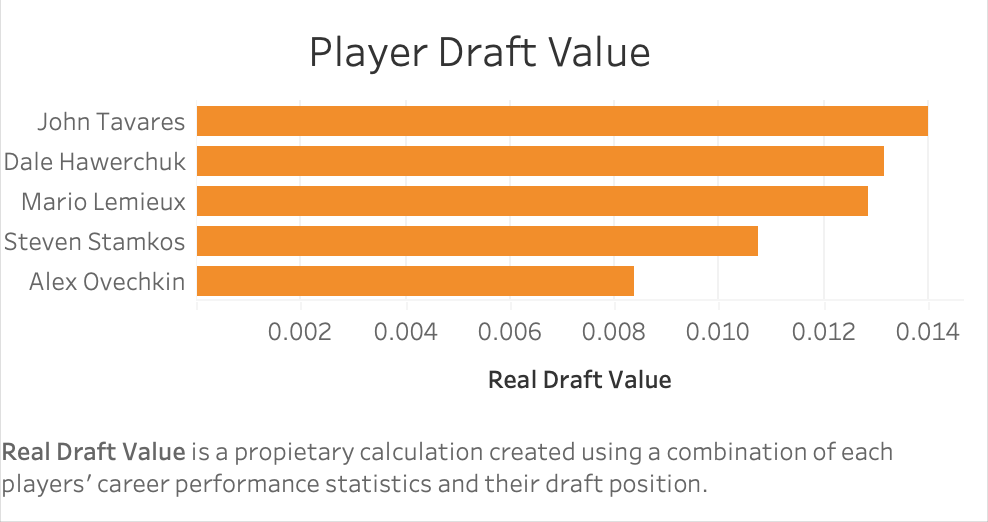 Player Draft Value
John Tavares
Dale Hawerchuk
Mario Lemieux
Steven Stamkos
Alex Ovechkin
0.002 0.004 0.006 0.008 0.010 0.012 0.014
Real Draft Value
Real Draft Value is a propietary calculation created using a combination of each
players’ career performance statistics and their draft position.